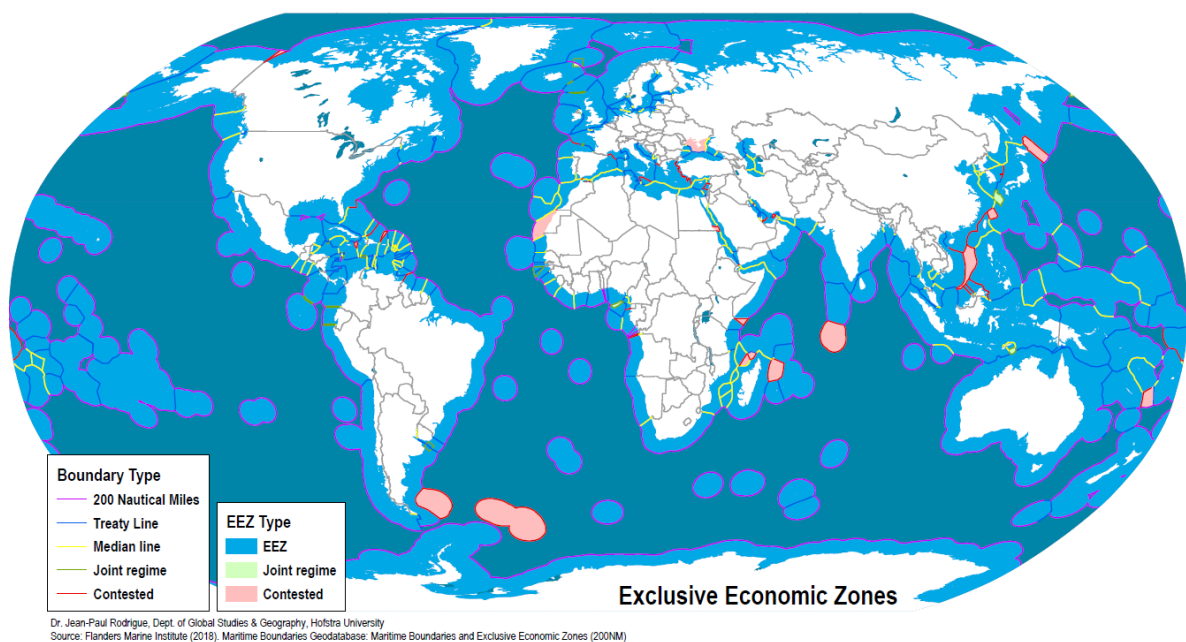 Boundary Type
200 Nautical Miles
Treaty Line
Median line
Joint regime
Contested
EEZ Type
EEZ
Joint regime
Contested
Exclusive Economic Zones
Dr. Jean-Paul Rodrigue, Dept. of Global Studies & Geography, Hofstra University
Source: Flanders Marine Institute (2018). Maritime Boundaries Geodatabase: Maritime Boundaries and Exclusive Economic Zones (200NM)